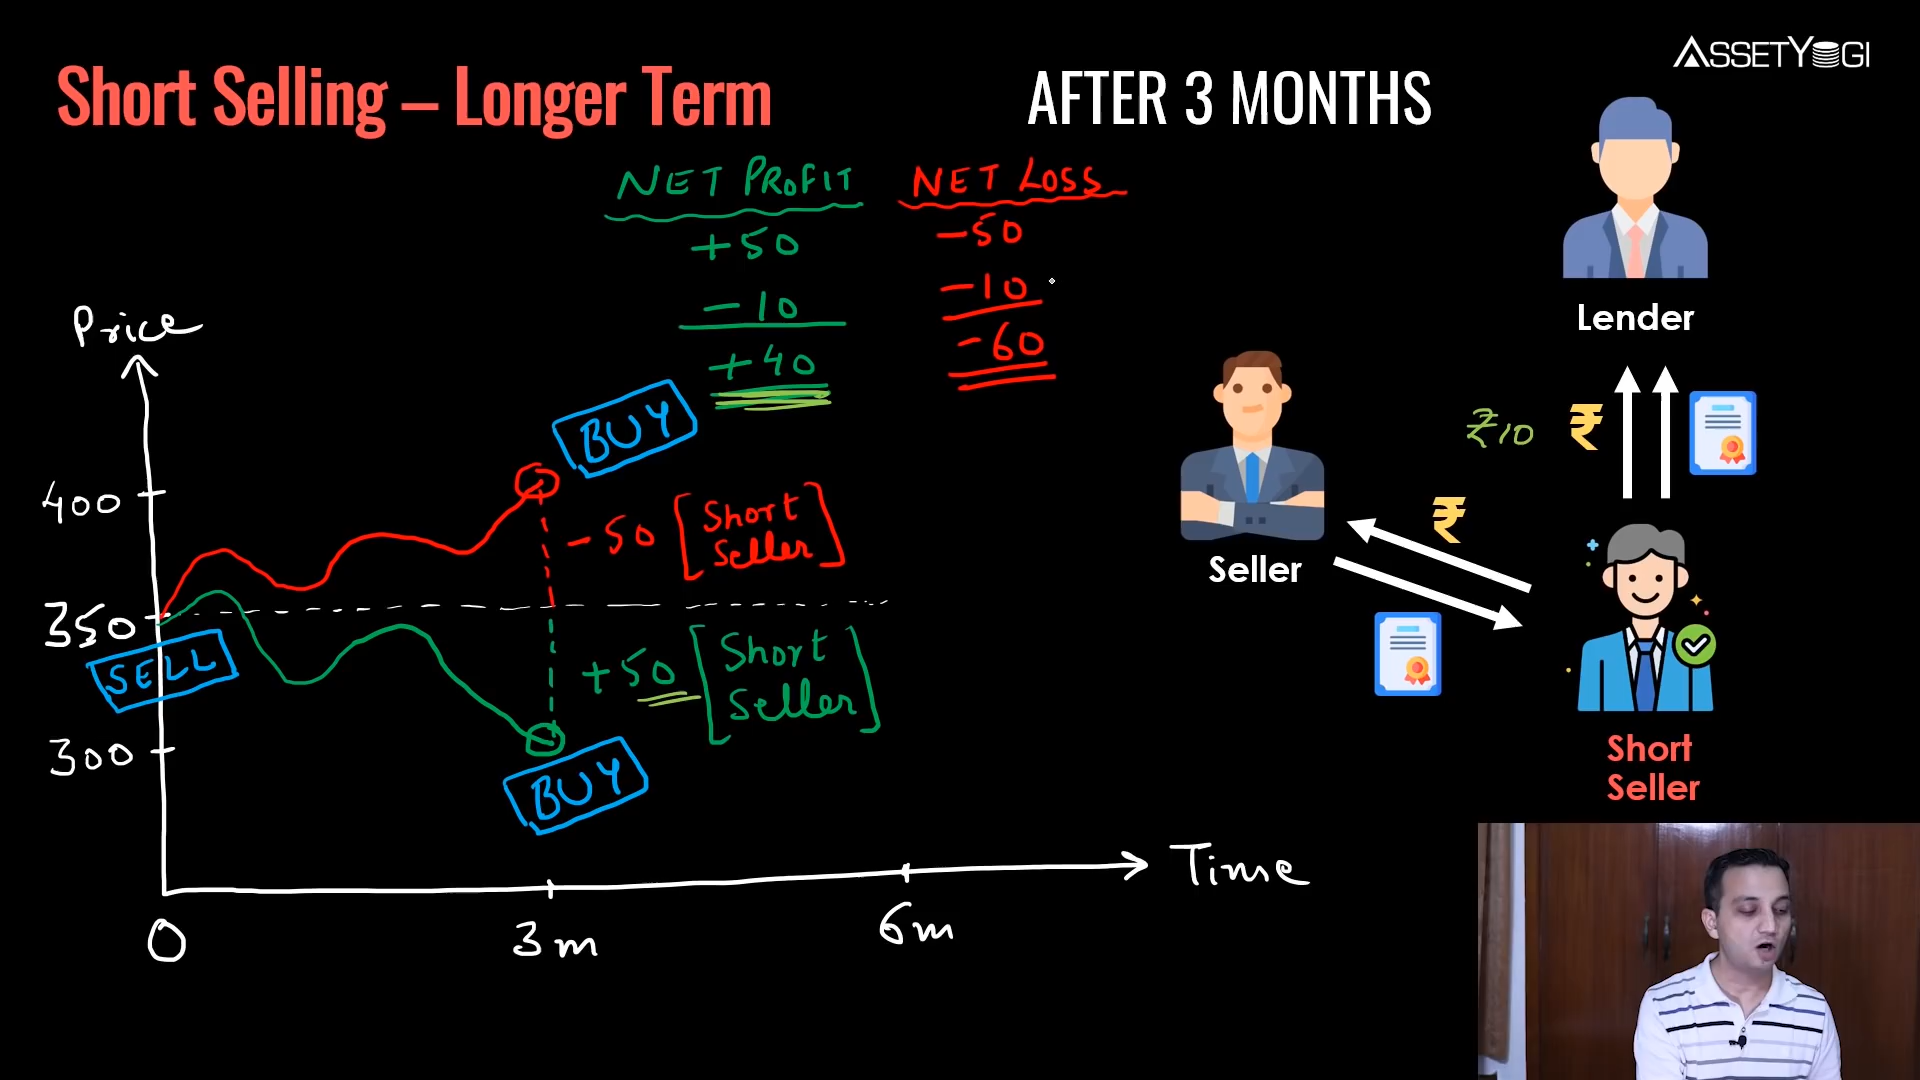 ASSETYOGI
Short Selling – Longer Term
AFTER 3 MONTHS
NET PROFIT
+50
-10
+40
NET LOSS
-50
-10
-60
Price
400
350
300
SELL
BUY
-50 [Short
Seller]
+50 [Short
Seller]
BUY
0
3m
6m
Time
Lender
₹10 ₹
₹
Seller
Short
Seller